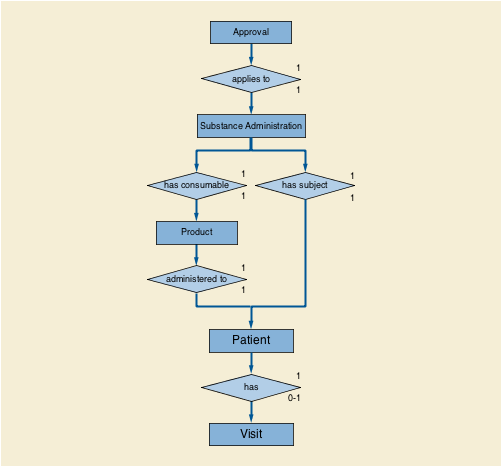 Approval
1
applies to
1
Substance Administration
1
1
has consumable
has subject
1
1
Product
1
administered to
1
Patient
1
has
0-1
Visit